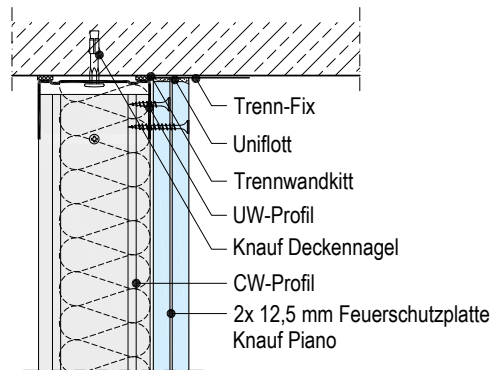 Trenn-Fix
Uniflott
Trennwandkitt
UW-Profil
Knauf Deckennagel
CW-Profil
2x 12,5 mm Feuerschutzplatte
Knauf Piano